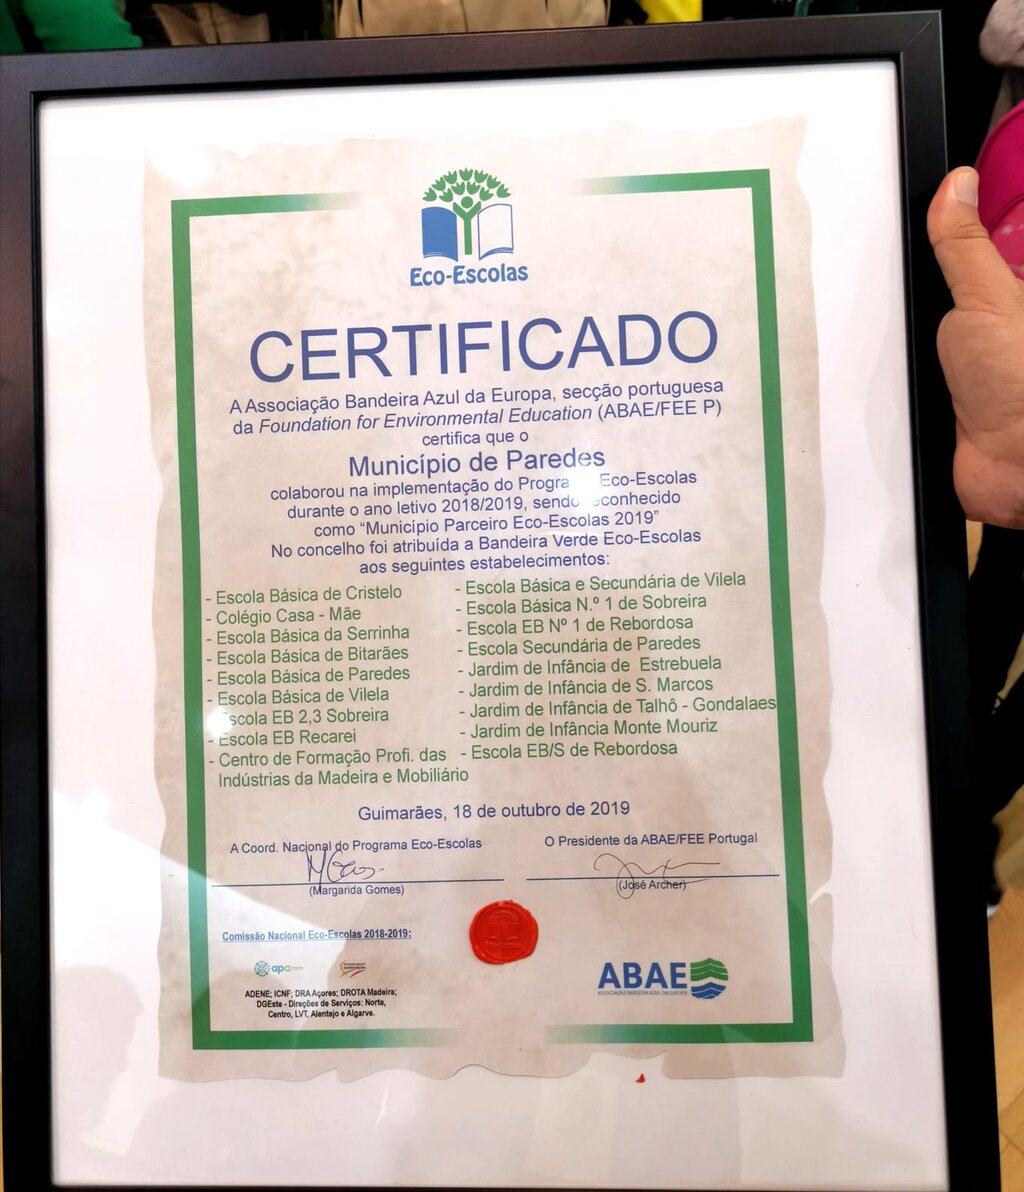 Eco-Escolas
CERTIFICADO
A Associação Bandeira Azul da Europa, secção portuguesa
da Foundation for Environmental Education (ABAE/FEE P)
certifica que o
Município de Paredes
colaborou na implementação do Progra Eco-Escolas
durante o ano letivo 2018/2019, sendo econhecido
como “Município Parceiro Eco-Escolas 2019”
No concelho foi atribuída a Bandeira Verde Eco-Escolas
aos seguintes estabelecimentos:
- Escola Básica de Cristelo
- Colégio Casa - Mãe
- Escola Básica da Serrinha
- Escola Básica de Bitarães
- Escola Básica de Paredes
- Escola Básica de Vilela
Escola EB 2,3 Sobreira
- Escola EB Recarei
- Centro de Formação Profi. das
Indústrias da Madeira e Mobiliário
- Escola Básica e Secundária de Vilela
- Escola Básica N.º 1 de Sobreira
- Escola EB Nº 1 de Rebordosa
- Escola Secundária de Paredes
- Jardim de Infância de Estrebuela
- Jardim de Infância de S. Marcos
- Jardim de Infância de Talhô - Gondalaes
- Jardim de Infância Monte Mouriz
- Escola EB/S de Rebordosa
Guimarães, 18 de outubro de 2019
A Coord. Nacional do Programa Eco-Escolas
(Margarida Gomes)
O Presidente da ABAE/FEE Portugal
(José Archer)
Comissão Nacional Eco-Escolas 2018-2019:
apa
ADENE; ICNF; DRA Açores; DROTA Madeira;
DGEste - Direções de Serviços: Norte,
Centro, LVT, Alentejo e Algarve.
ABAE
ASSOCIAÇÃO BANDEIRA AZUL DA EUROPA